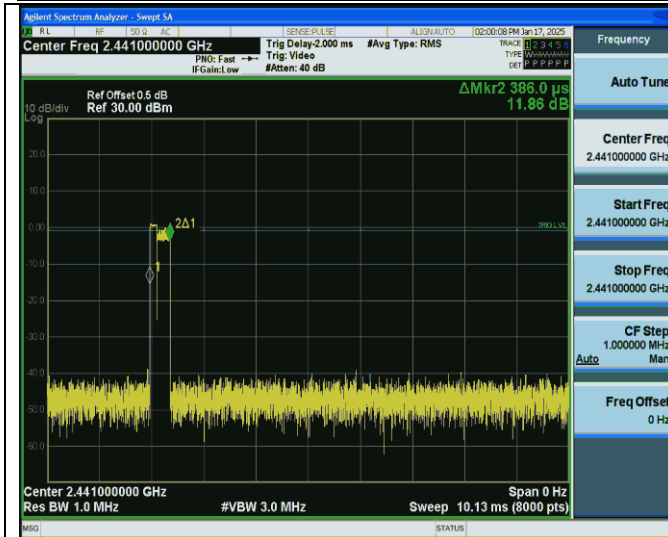 Agilent Spectrum Analyzer - Swept SA
RL RF 50 Ω AC SENSE:PULSE ALIGNAUTO 02:00:08 PM Jan 17, 2025
Center Freq 2.441000000 GHz
PNO: Fast
IFGain:Low
Trig Delay-2.000 ms
Trig: Video
#Atten: 40 dB
#Avg Type: RMS
TRACE 1 2 3 4 5 6
TYPE
DET P P P P P P
Frequency
Ref Offset 0.5 dB
10 dB/div Ref 30.00 dBm
Log
ΔMkr2 386.0 µs
11.86 dB
20.0
10.0
0.00
-10.0
-20.0
-30.0
-40.0
-50.0
-60.0
2Δ1
1
TRIG LVL
Center 2.441000000 GHz
Span 0 Hz
Res BW 1.0 MHz
#VBW 3.0 MHz
Sweep 10.13 ms (8000 pts)
MSG
STATUS
Auto Tune
Center Freq
2.441000000 GHz
Start Freq
2.441000000 GHz
Stop Freq
2.441000000 GHz
CF Step
1.000000 MHz
Auto Man
Freq Offset
0 Hz